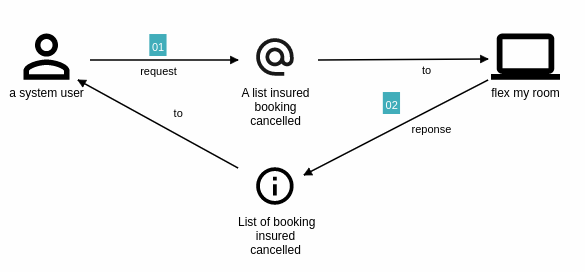 01
request
to
a system user
A list insured
booking
cancelled
flex my room
02
to
reponse
List of booking
insured
cancelled